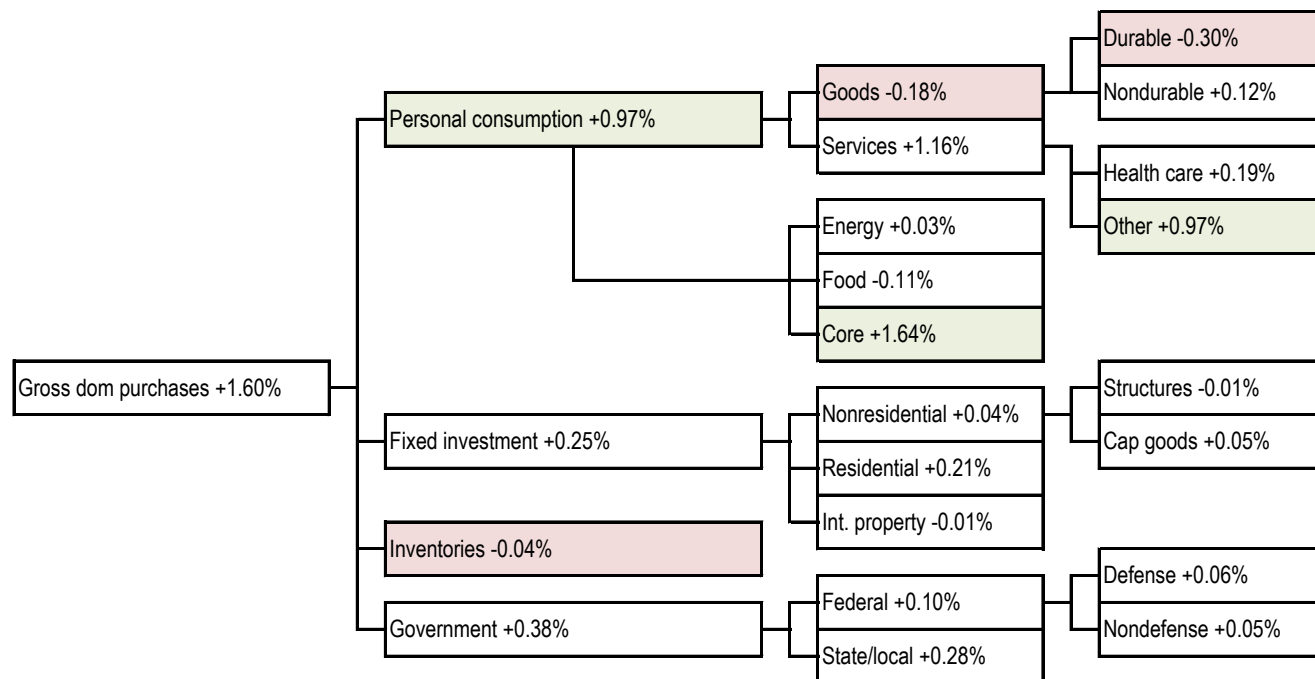 Durable -0.30%
Goods -0.18%
Nondurable +0.12%
Personal consumption +0.97%
Services +1.16%
Health care +0.19%
Energy +0.03%
Other +0.97%
Food -0.11%
Core +1.64%
Gross dom purchases +1.60%
Structures -0.01%
Nonresidential +0.04%
Fixed investment +0.25%
Cap goods +0.05%
Residential +0.21%
Int. property -0.01%
Inventories -0.04%
Defense +0.06%
Federal +0.10%
Government +0.38%
Nondefense +0.05%
State/local +0.28%